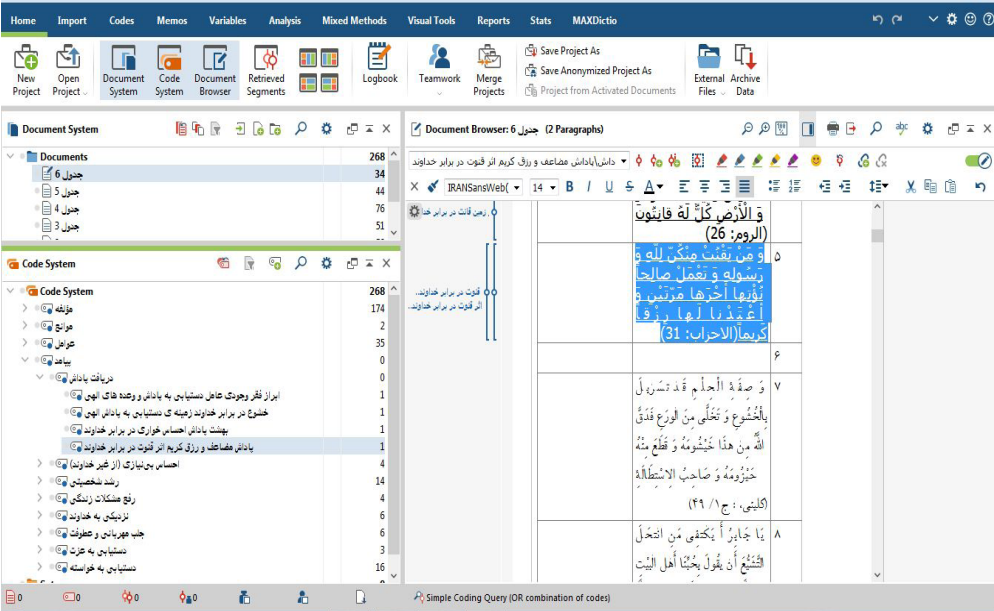 Home Import Codes Memos Variables Analysis Mixed Methods Visual Tools Reports Stats MAXDictio
New Project
Open Project
Document System
Code System
Document Browser
Retrieved Segments
Logbook
Teamwork
Merge Projects
Save Project As
Save Anonymized Project As
Project from Activated Documents
External Files
Archive Data
Document System
Documents 268
جدول 6 34
جدول 5 44
جدول 4 76
جدول 3 51
Code System
Code System 268
مؤلفه 174
موانع 2
عوامل 35
پیامد 0
دریافت پاداش 0
ابراز فقر وجودی عامل دستیابی به پاداش و وعده های الهی 1
خشوع در برابر خداوند زمینه ی دستیابی به پاداش الهی 1
بهشت پاداش احساس خواری در برابر خداوند 1
پاداش مضاعف و رزق کریم اثر قنوت در برابر خداوند 1
احساس بی‌نیازی (از غیر خداوند) 4
رشد شخصیتی 14
رفع مشکلات زندگی 4
نزدیکی به خداوند 6
جلب مهربانی و عطوفت 6
دستیابی به عزت 3
دستیابی به خواسته 16
Document Browser: جدول 6 (2 Paragraphs)
داش\پاداش مضاعف و رزق کریم اثر قنوت در برابر خداوند
IRANSansWeb( 14 B I U S A
زمین قانت در برابر خدا
قنوت در برابر خداوند..
اثر قنوت در برابر خداوند..
وَ الْأَرْضِ كُلٌّ لَهُ قانِتُونَ
(الروم: 26)
۵
وَ مَنْ يَقْنُتْ مِنْكُنَّ لِلَّهِ وَ
رَسُولِهِ وَ تَعْمَلْ صالِحاً
نُؤْتِها أَجْرَها مَرَّتَيْنِ وَ
أَعْتَدْنا لَها رِزْقاً
كَرِيماً(الاحزاب: 31)
۶
۷
وَ صِفَةِ الْحِلْمِ قَدْ تَسَرْبَلَ
بِالْخُشُوعِ وَ تَخَلَّى مِنَ الْوَرَعِ فَدَقَّ
اللَّهُ مِنْ هذَا خَيْشُومَهُ وَ قَطَعَ مِنْهُ
حَيْزُومَهُ وَ صَاحِبُ الِاسْتِطَالَةِ
(کلینی، : ج۱/ ۴۹)
۸
يَا جَابِرُ أَ يَكْتَفِي مَنِ انْتَحَلَ
التَّشَيُّعَ أَنْ يَقُولَ بِحُبِّنَا أَهْلَ الْبَيْتِ
0 0 0 0
Simple Coding Query (OR combination of codes)